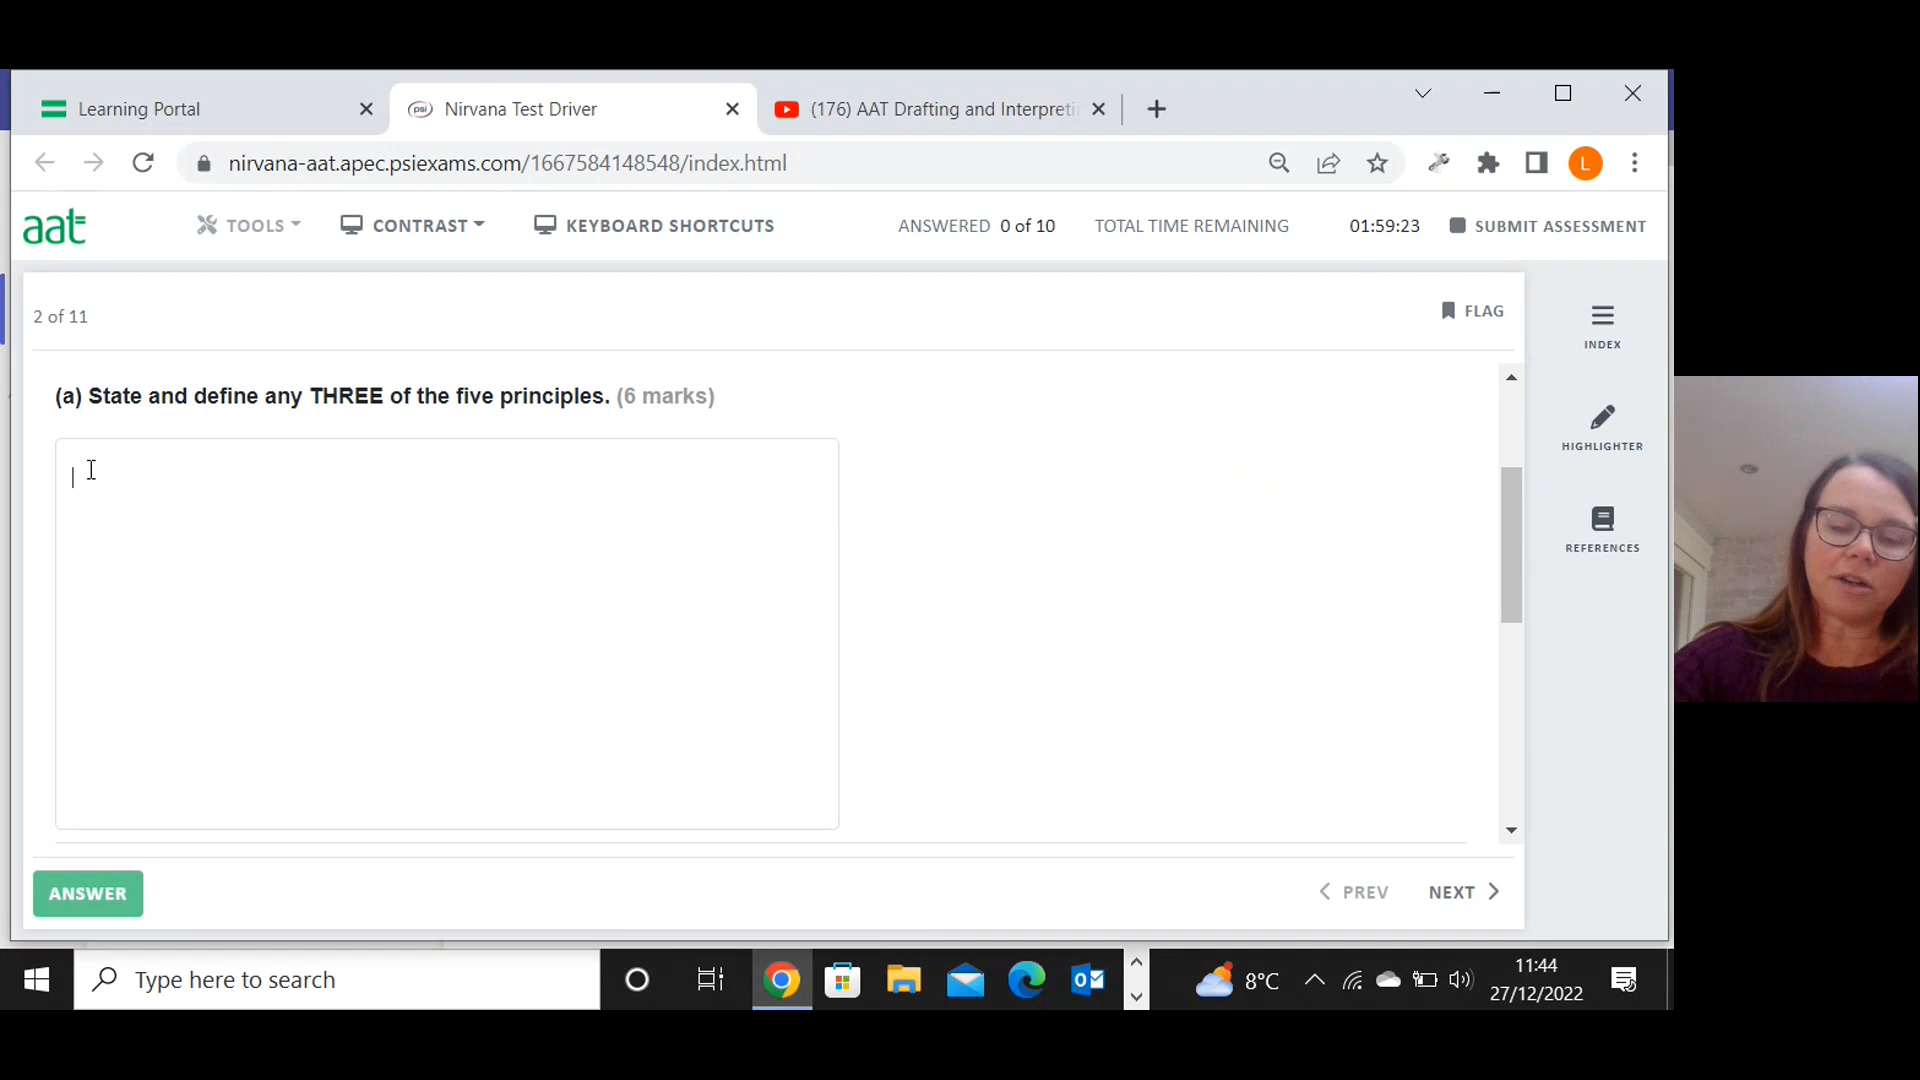 Learning Portal
Nirvana Test Driver
(176) AAT Drafting and Interpreti
nirvana-aat.apec.psiexams.com/1667584148548/index.html
L
aat
TOOLS
CONTRAST
KEYBOARD SHORTCUTS
ANSWERED 0 of 10
TOTAL TIME REMAINING
01:59:23
SUBMIT ASSESSMENT
2 of 11
FLAG
INDEX
(a) State and define any THREE of the five principles. (6 marks)
HIGHLIGHTER
REFERENCES
ANSWER
PREV
NEXT
Type here to search
8°C
11:44
27/12/2022